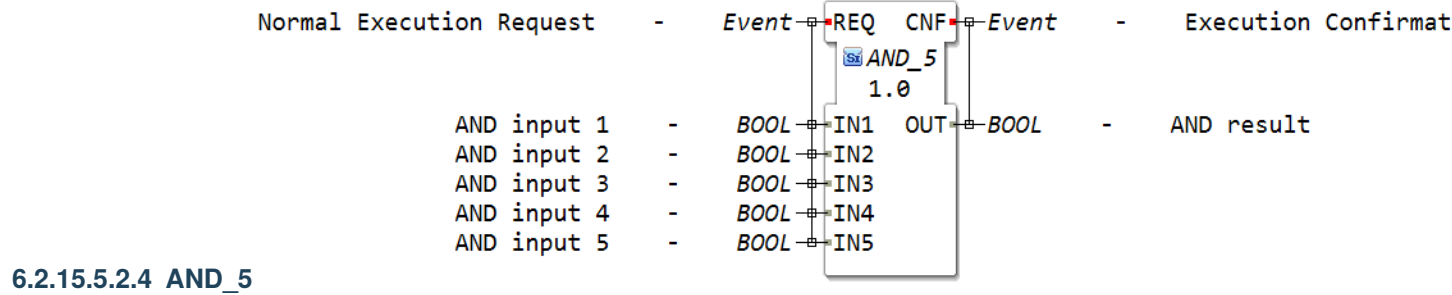 Normal Execution Request - Event REQ CNF Event - Execution Confirmat
SI AND_5
1.0
AND input 1 - BOOL IN1 OUT BOOL - AND result
AND input 2 - BOOL IN2
AND input 3 - BOOL IN3
AND input 4 - BOOL IN4
AND input 5 - BOOL IN5
6.2.15.5.2.4 AND_5